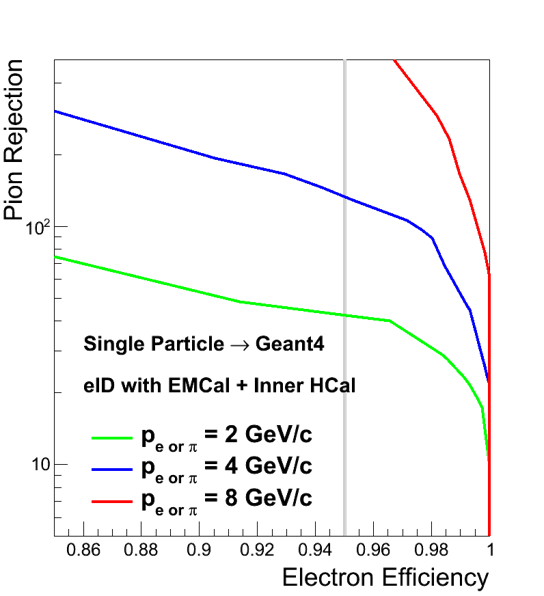 Pion Rejection
10²
10
Single Particle → Geant4
eID with EMCal + Inner HCal
p e or π = 2 GeV/c
p e or π = 4 GeV/c
p e or π = 8 GeV/c
0.86 0.88 0.9 0.92 0.94 0.96 0.98 1
Electron Efficiency